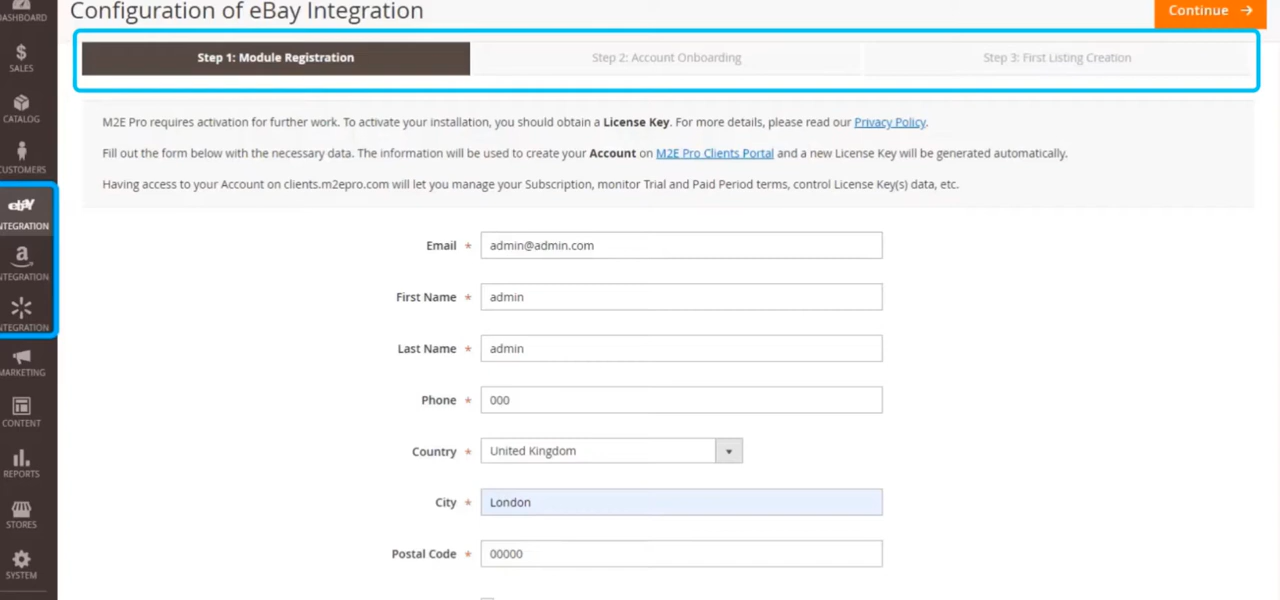 DASHBOARD
Configuration of eBay Integration
Continue →
SALES
Step 1: Module Registration
Step 2: Account Onboarding
Step 3: First Listing Creation
CATALOG
M2E Pro requires activation for further work. To activate your installation, you should obtain a License Key. For more details, please read our Privacy Policy.
Fill out the form below with the necessary data. The information will be used to create your Account on M2E Pro Clients Portal and a new License Key will be generated automatically.
CUSTOMERS
Having access to your Account on clients.m2epro.com will let you manage your Subscription, monitor Trial and Paid Period terms, control License Key(s) data, etc.
ebay
NTEGRATION
Email * admin@admin.com
a
NTEGRATION
First Name * admin
NTEGRATION
Last Name * admin
MARKETING
Phone * 000
CONTENT
Country * United Kingdom
REPORTS
City * London
STORES
Postal Code * 00000
SYSTEM